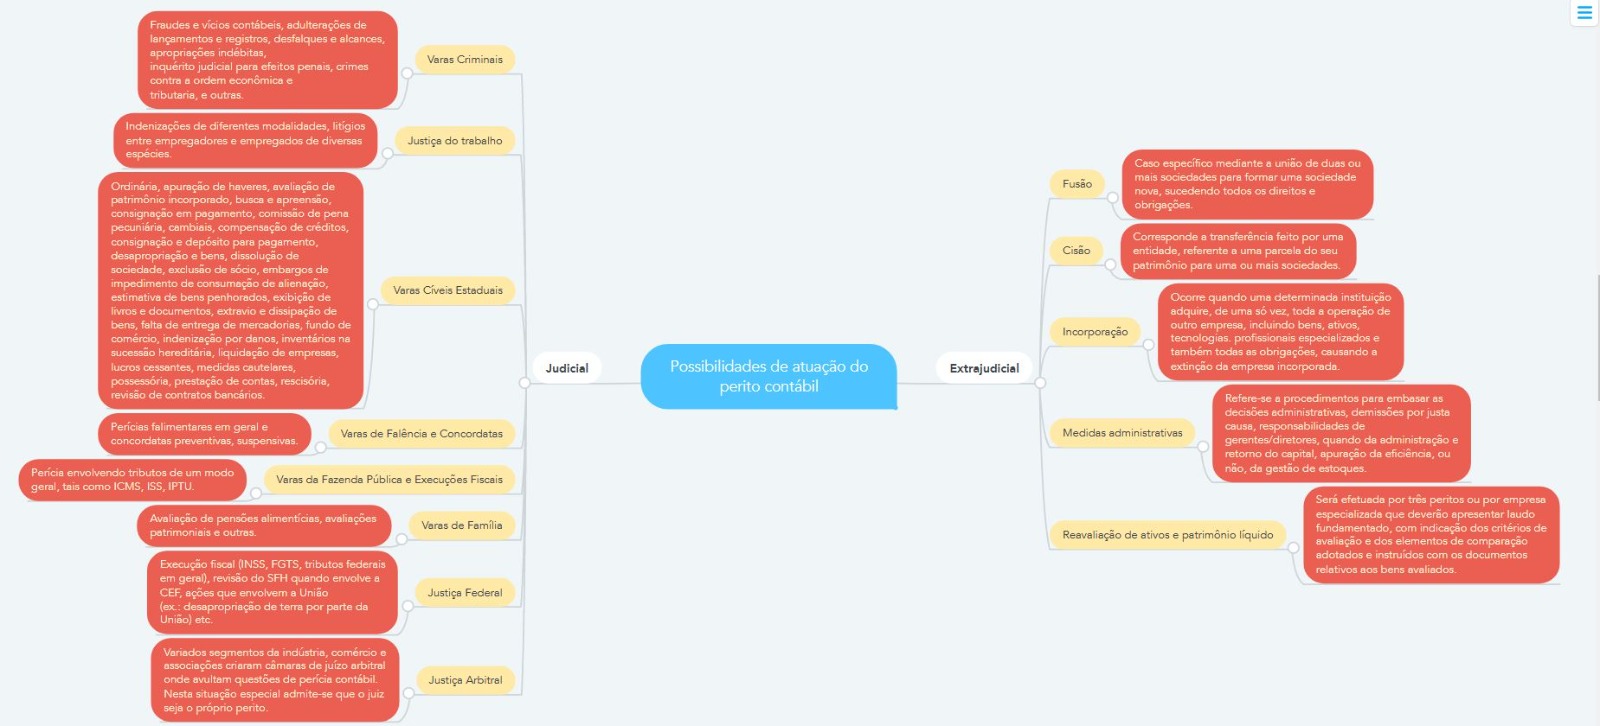 Possibilidades de atuação do
perito contábil
Judicial
Varas Criminais
Fraudes e vícios contábeis, adulterações de
lançamentos e registros, desfalques e alcances,
apropriações indébitas,
inquérito judicial para efeitos penais, crimes
contra a ordem econômica e
tributaria, e outras.
Justiça do trabalho
Indenizações de diferentes modalidades, litígios
entre empregadores e empregados de diversas
espécies.
Varas Cíveis Estaduais
Ordinária, apuração de haveres, avaliação de
patrimônio incorporado, busca e apreensão,
consignação em pagamento, comissão de pena
pecuniária, cambiais, compensação de créditos,
consignação e depósito para pagamento,
desapropriação e bens, dissolução de
sociedade, exclusão de sócio, embargos de
impedimento de consumação de alienação,
estimativa de bens penhorados, exibição de
livros e documentos, extravio e dissipação de
bens, falta de entrega de mercadorias, fundo de
comércio, indenização por danos, inventários na
sucessão hereditária, liquidação de empresas,
lucros cessantes, medidas cautelares,
possessória, prestação de contas, rescisória,
revisão de contratos bancários.
Varas de Falência e Concordatas
Perícias falimentares em geral e
concordatas preventivas, suspensivas.
Varas da Fazenda Pública e Execuções Fiscais
Perícia envolvendo tributos de um modo
geral, tais como ICMS, ISS, IPTU.
Varas de Família
Avaliação de pensões alimentícias, avaliações
patrimoniais e outras.
Justiça Federal
Execução fiscal (INSS, FGTS, tributos federais
em geral), revisão do SFH quando envolve a
CEF, ações que envolvem a União
(ex.: desapropriação de terra por parte da
União) etc.
Justiça Arbitral
Variados segmentos da indústria, comércio e
associações criaram câmaras de juízo arbitral
onde avultam questões de perícia contábil.
Nesta situação especial admite-se que o juiz
seja o próprio perito.
Extrajudicial
Fusão
Caso específico mediante a união de duas ou
mais sociedades para formar uma sociedade
nova, sucedendo todos os direitos e
obrigações.
Cisão
Corresponde a transferência feito por uma
entidade, referente a uma parcela do seu
patrimônio para uma ou mais sociedades.
Incorporação
Ocorre quando uma determinada instituição
adquire, de uma só vez, toda a operação de
outro empresa, incluindo bens, ativos,
tecnologias. profissionais especializados e
também todas as obrigações, causando a
extinção da empresa incorporada.
Medidas administrativas
Refere-se a procedimentos para embasar as
decisões administrativas, demissões por justa
causa, responsabilidades de
gerentes/diretores, quando da administração e
retorno do capital, apuração da eficiência, ou
não, da gestão de estoques.
Reavaliação de ativos e patrimônio líquido
Será efetuada por três peritos ou por empresa
especializada que deverão apresentar laudo
fundamentado, com indicação dos critérios de
avaliação e dos elementos de comparação
adotados e instruídos com os documentos
relativos aos bens avaliados.